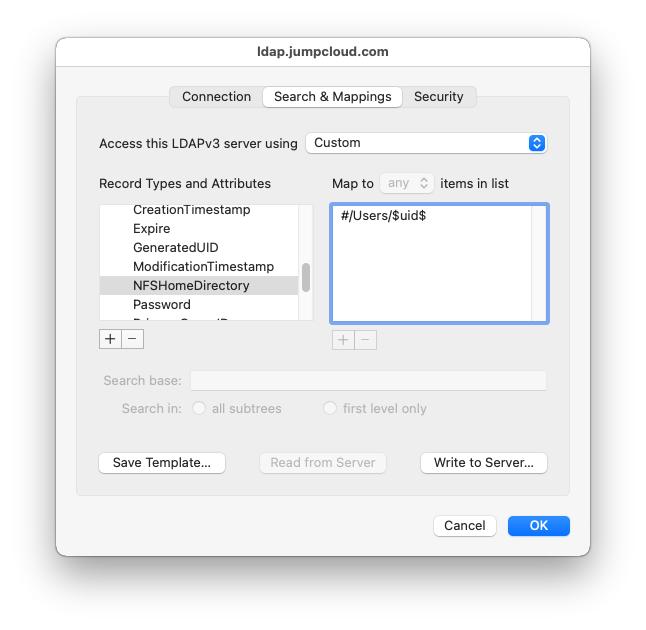 ldap.jumpcloud.com
Connection Search & Mappings Security
Access this LDAPv3 server using Custom
Record Types and Attributes Map to any items in list
CreationTimestamp
Expire
GeneratedUID
ModificationTimestamp
NFSHomeDirectory
Password
#/Users/$uid$
+ − + −
Search base:
Search in: all subtrees first level only
Save Template... Read from Server Write to Server...
Cancel OK